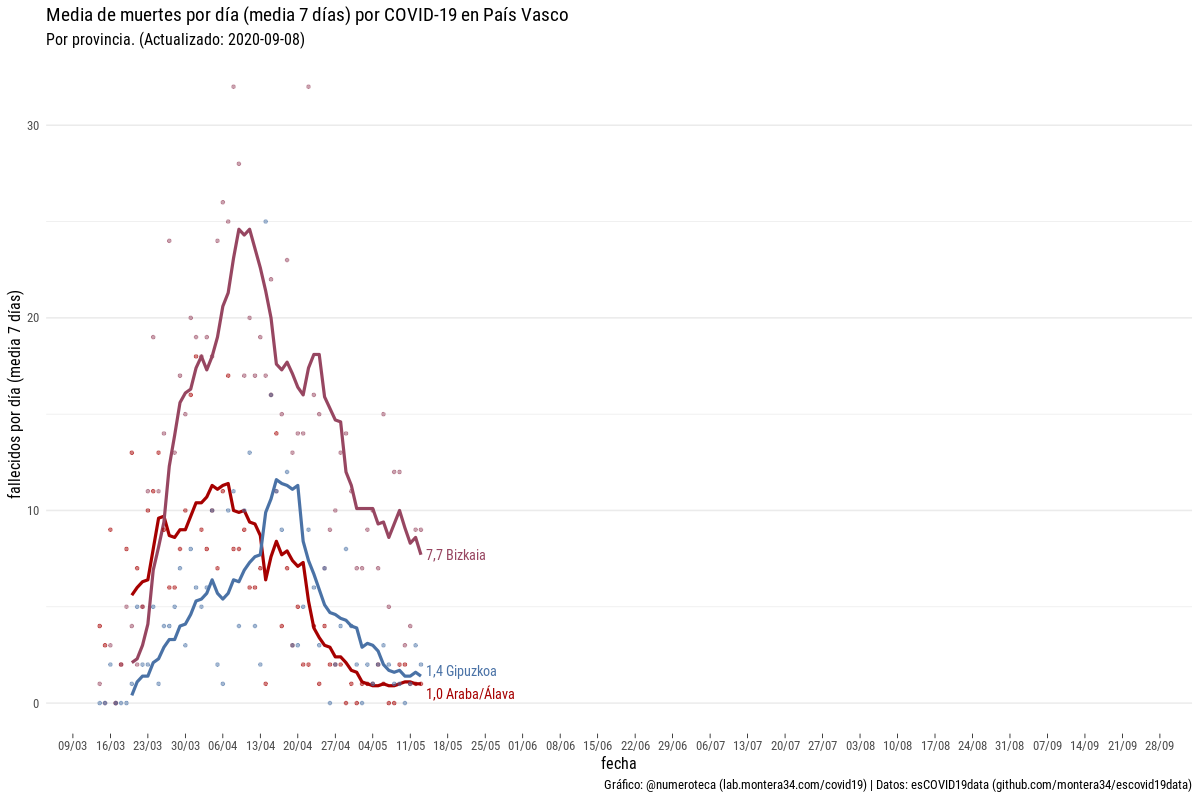 Media de muertes por día (media 7 días) por COVID-19 en País Vasco
Por provincia. (Actualizado: 2020-09-08)
fallecidos por día (media 7 días)
30
20
10
0
7,7 Bizkaia
1,4 Gipuzkoa
1,0 Araba/Álava
09/03 16/03 23/03 30/03 06/04 13/04 20/04 27/04 04/05 11/05 18/05 25/05 01/06 08/06 15/06 22/06 29/06 06/07 13/07 20/07 27/07 03/08 10/08 17/08 24/08 31/08 07/09 14/09 21/09 28/09
fecha
Gráfico: @numeroteca (lab.montera34.com/covid19) | Datos: esCOVID19data (github.com/montera34/escovid19data)